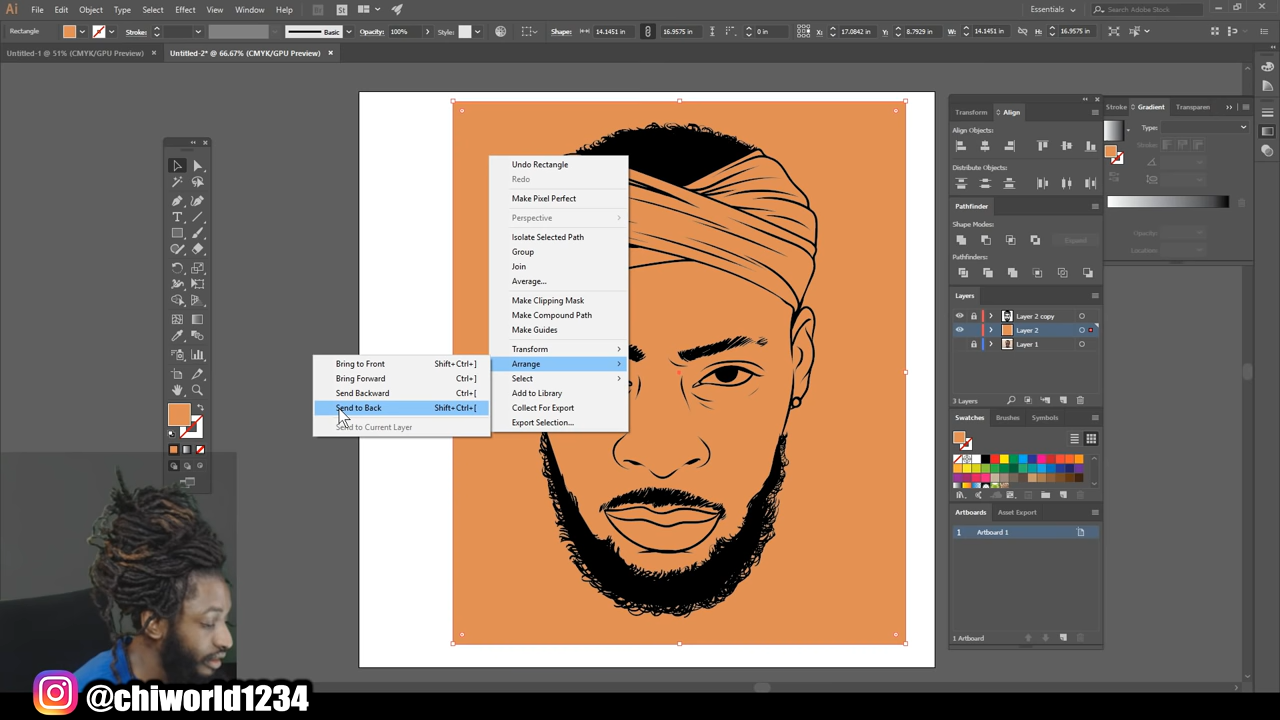 Ai File Edit Object Type Select Effect View Window Help Br St Essentials Search Adobe Stock
Rectangle Stroke: Basic Opacity: 100% Style: Shape: 14.1451 in 16.9575 in 0 in X: 17.0842 in Y: 8.7929 in W: 14.1451 in H: 16.9575 in
Untitled-1 @ 51% (CMYK/GPU Preview) × Untitled-2* @ 66.67% (CMYK/GPU Preview) ×
Transform Align
Stroke Gradient Transparen
Align Objects:
Type:
Stroke:
Distribute Objects:
Pathfinder
Shape Modes:
Expand
Opacity:
Pathfinders:
Location:
Layers
Layer 2 copy
Layer 2
Layer 1
3 Layers
Swatches Brushes Symbols
Artboards Asset Export
1 Artboard 1
1 Artboard
Undo Rectangle
Redo
Make Pixel Perfect
Perspective
Isolate Selected Path
Group
Join
Average...
Make Clipping Mask
Make Compound Path
Make Guides
Transform
Arrange
Select
Add to Library
Collect For Export
Export Selection...
Bring to Front Shift+Ctrl+]
Bring Forward Ctrl+]
Send Backward Ctrl+[
Send to Back Shift+Ctrl+[
Send to Current Layer
@chiworld1234